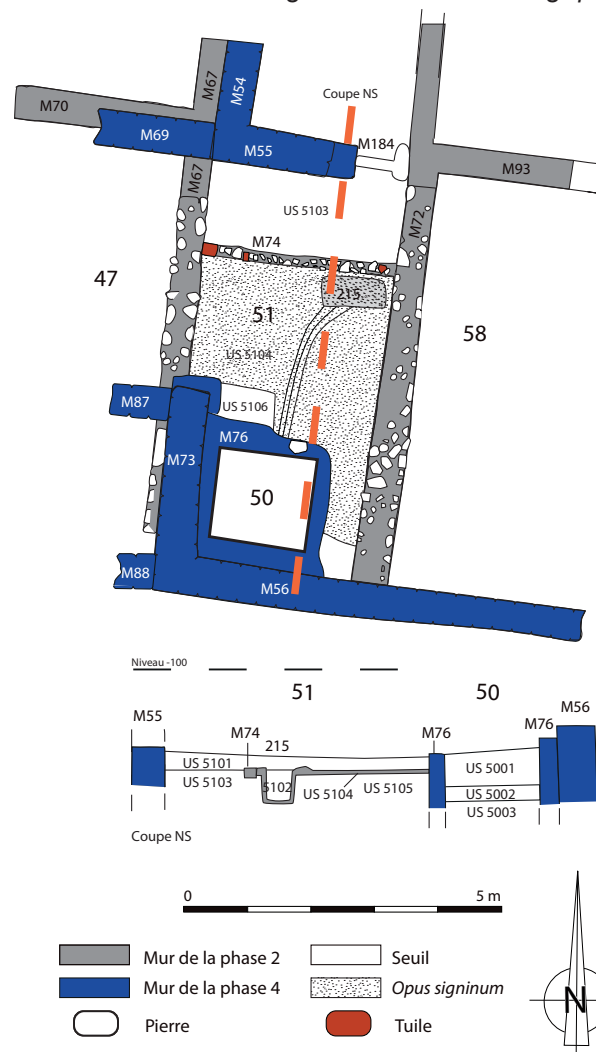 Coupe NS
M67
M54
M70
M69
M55
M184
M93
M67
US 5103
M72
M74
47
215
51
58
US 5104
M87
US 5106
M76
M73
50
M88
M56
Niveau -100
51
50
M55
M56
M74
M76
M76
215
US 5101
US 5001
US 5103
5102
US 5104
US 5105
US 5002
US 5003
Coupe NS
0
5 m
Mur de la phase 2
Seuil
Mur de la phase 4
Opus signinum
Pierre
Tuile
N